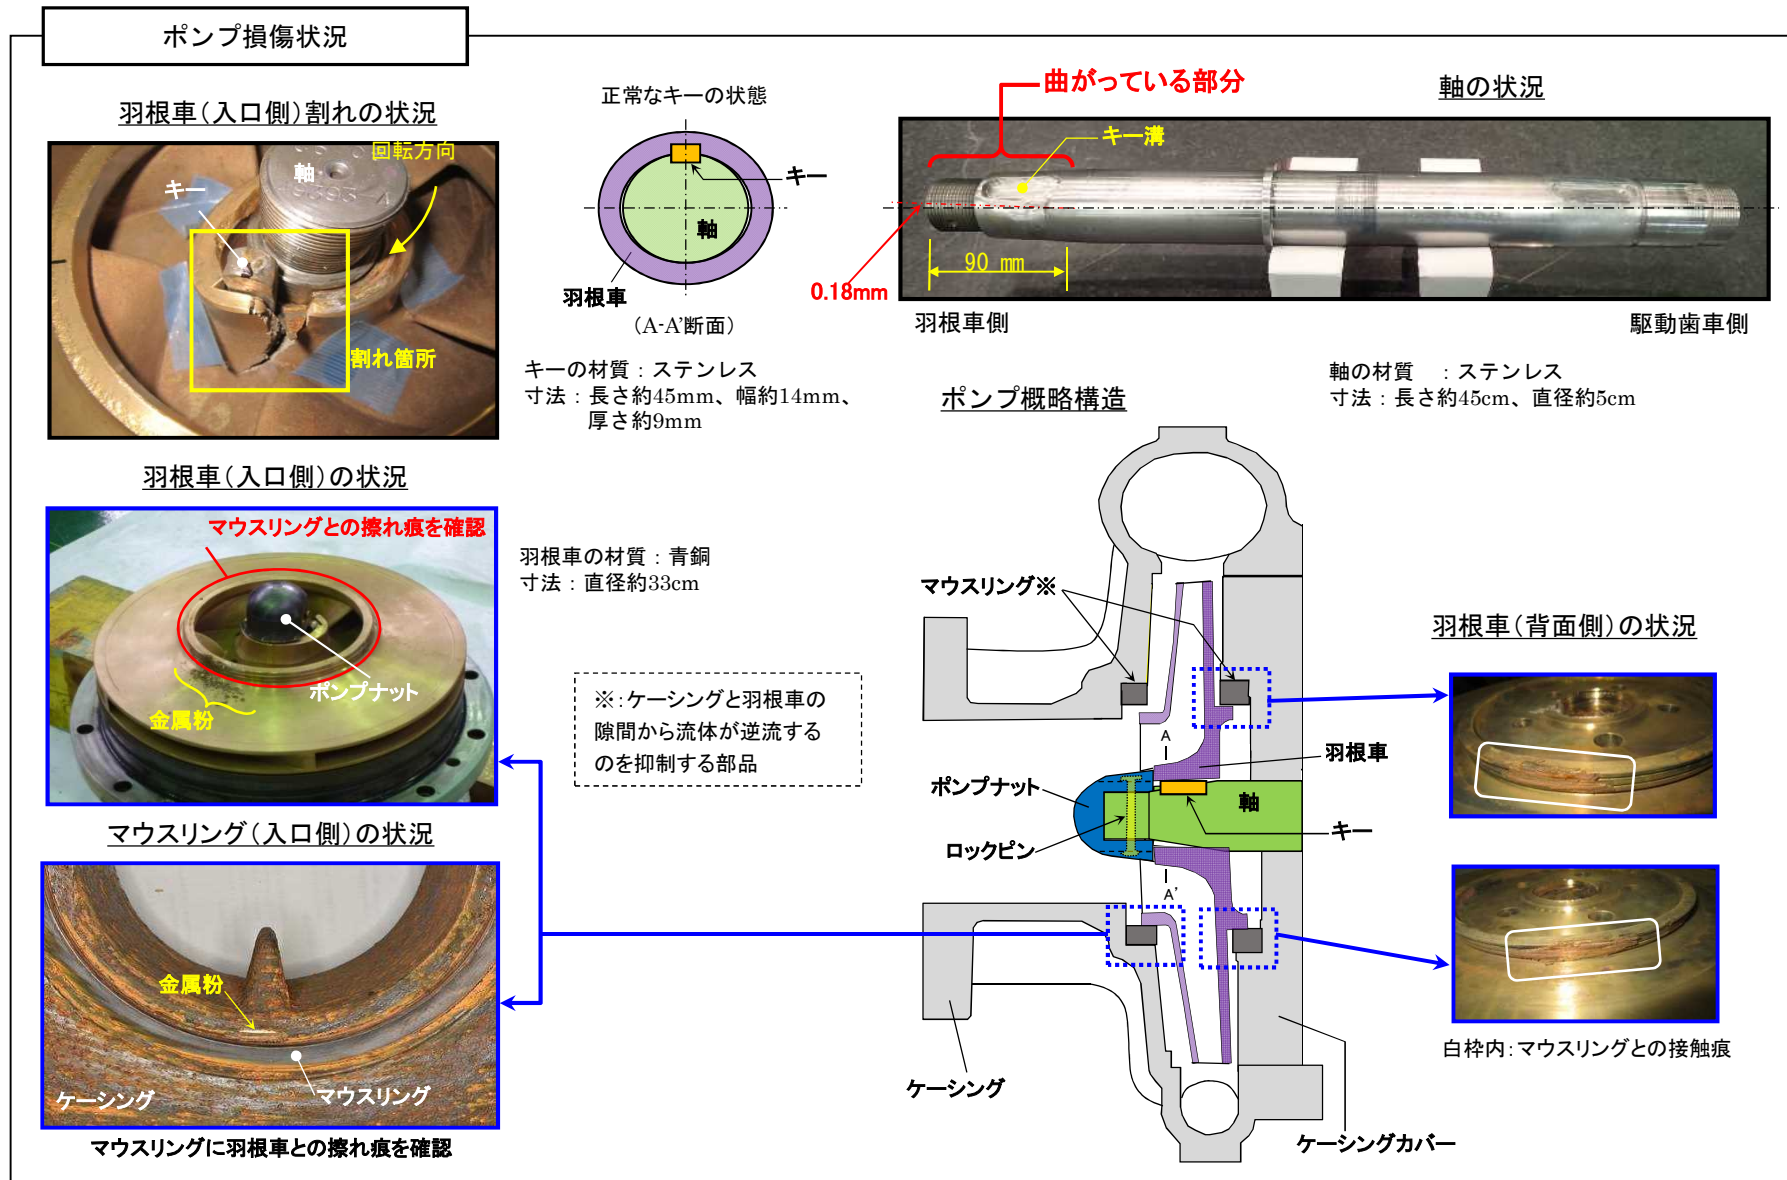 ポンプ損傷状況
羽根車(入口側)割れの状況
回転方向
軸
キー
割れ箇所
正常なキーの状態
キー
軸
羽根車
(A-A'断面)
キーの材質：ステンレス
寸法：長さ約45mm、幅約14mm、
厚さ約9mm
曲がっている部分
軸の状況
キー溝
90 mm
0.18mm
羽根車側
駆動歯車側
軸の材質　：ステンレス
寸法：長さ約45cm、直径約5cm
羽根車(入口側)の状況
マウスリングとの擦れ痕を確認
ポンプナット
金属粉
羽根車の材質：青銅
寸法：直径約33cm
※:ケーシングと羽根車の
隙間から流体が逆流する
のを抑制する部品
マウスリング(入口側)の状況
金属粉
マウスリング
ケーシング
マウスリングに羽根車との擦れ痕を確認
ポンプ概略構造
マウスリング※
A
羽根車
ポンプナット
軸
キー
ロックピン
A'
ケーシング
ケーシングカバー
羽根車(背面側)の状況
白枠内:マウスリングとの接触痕